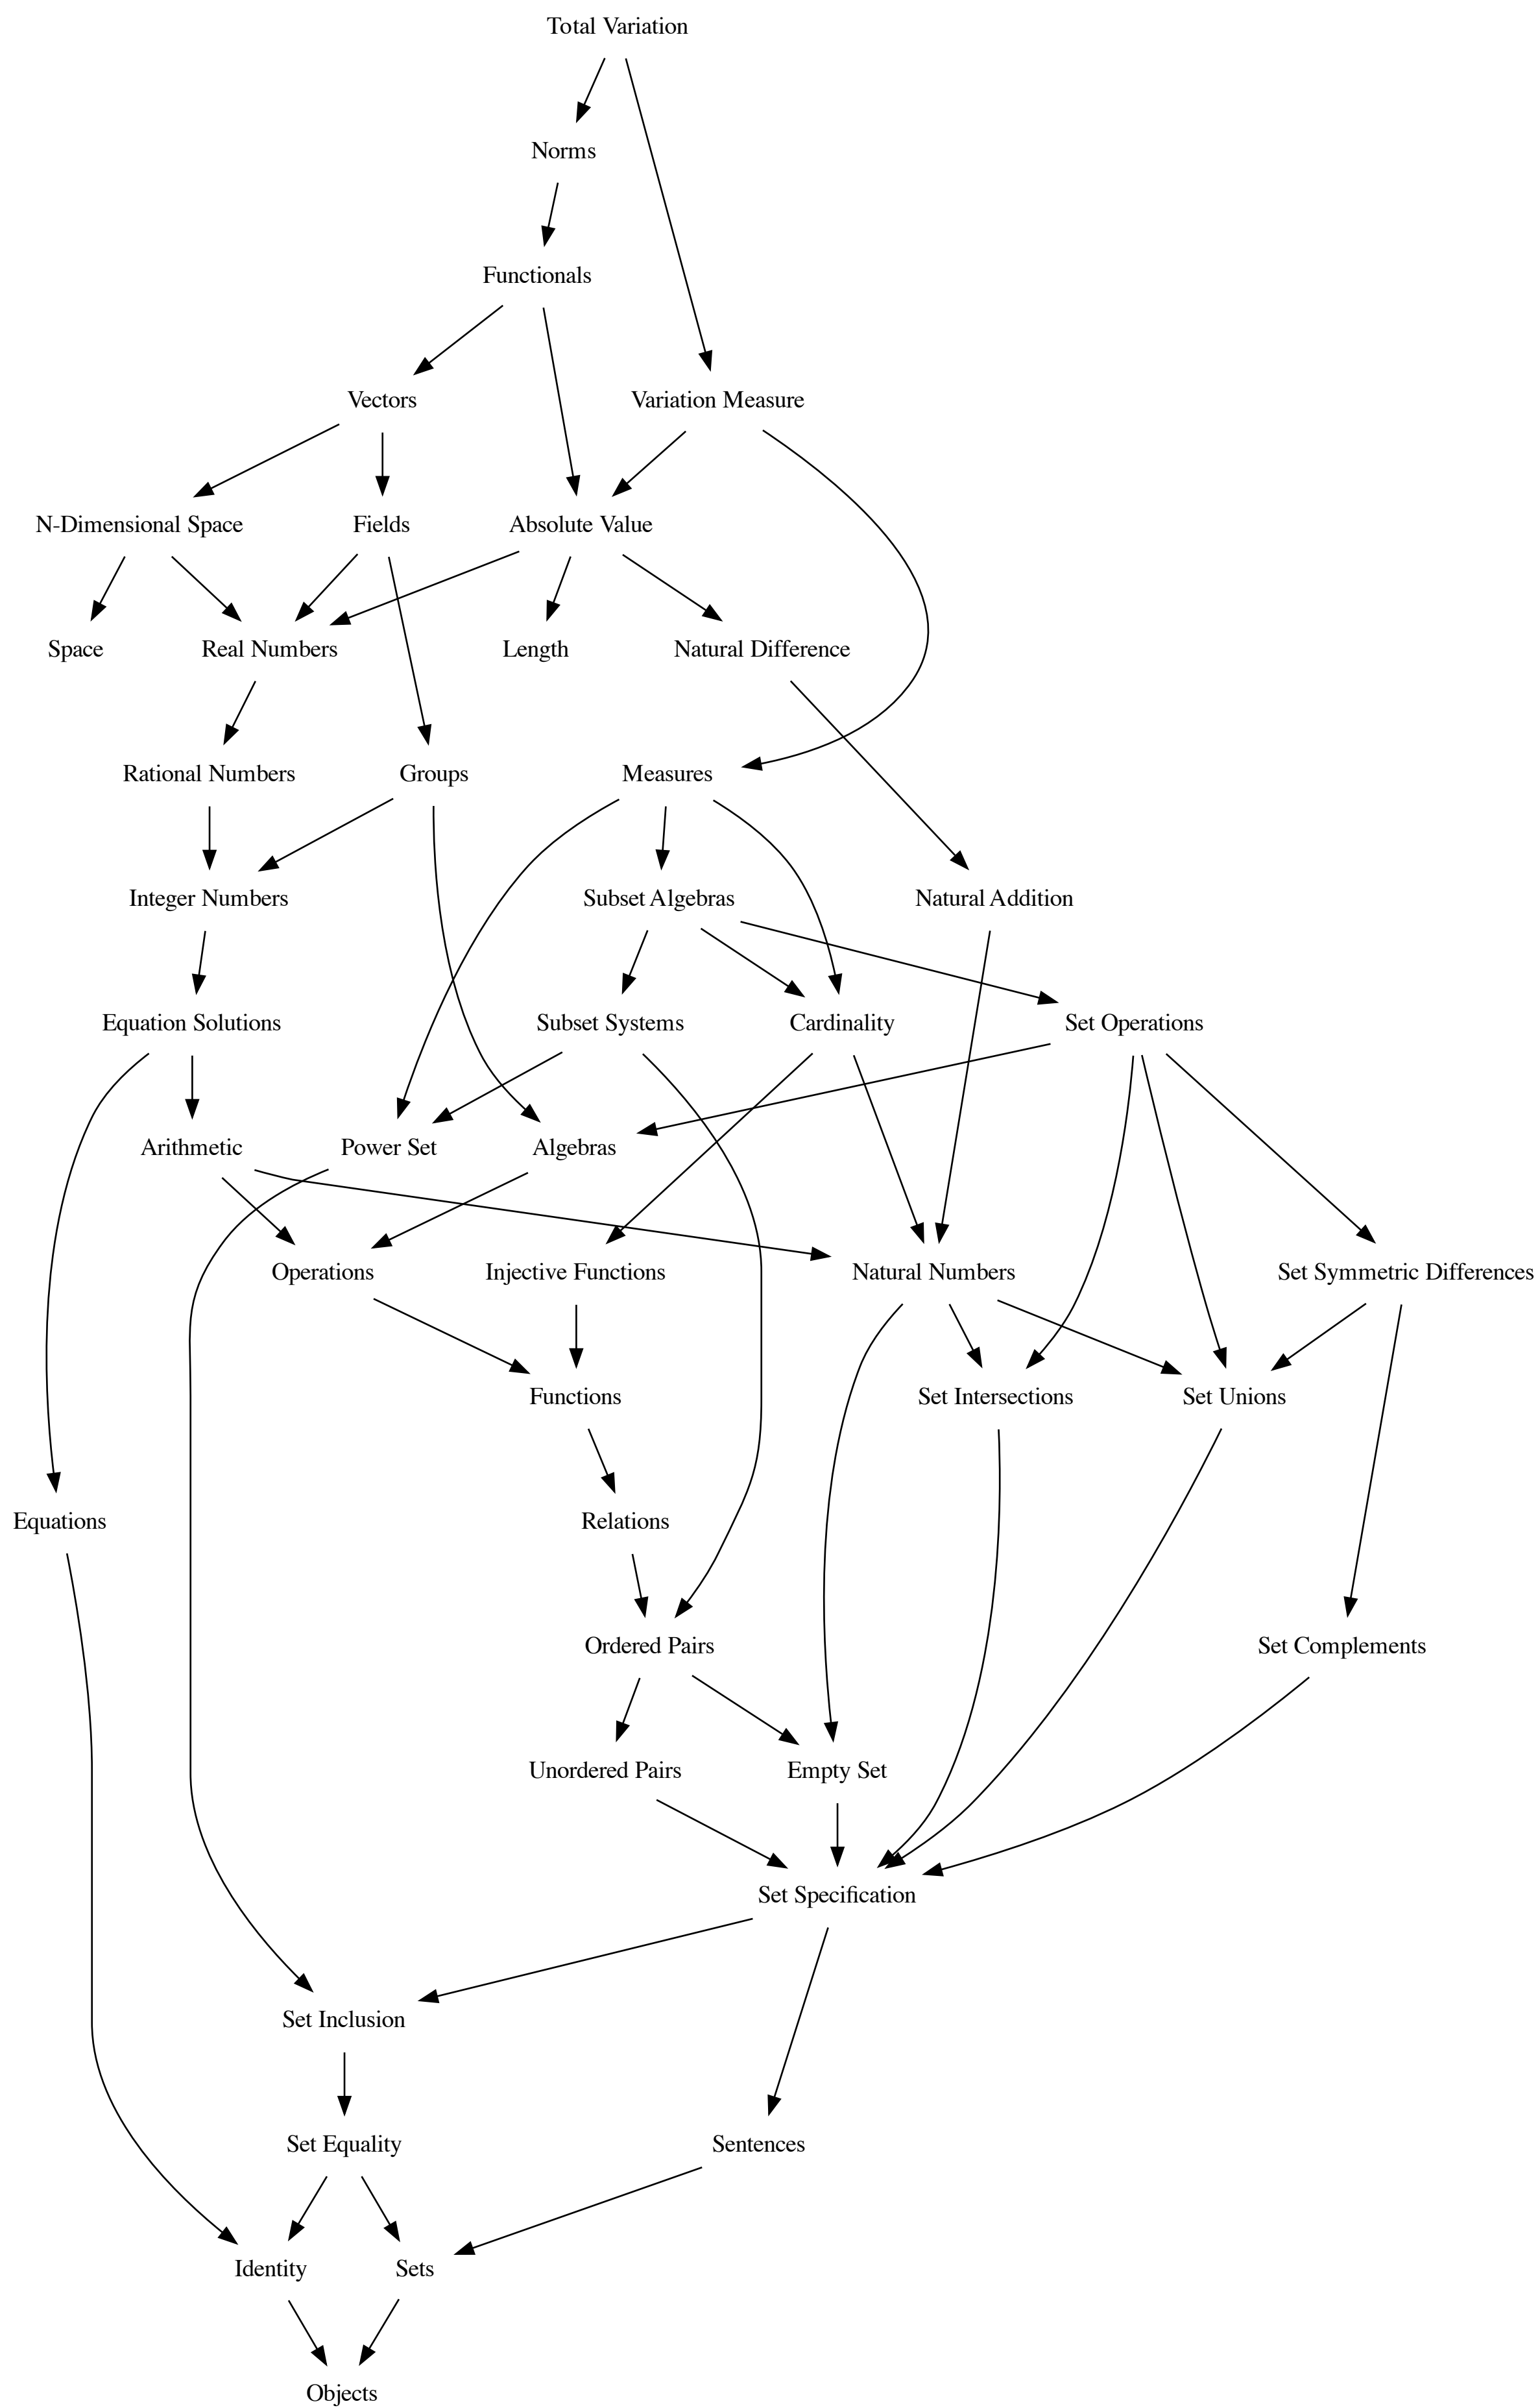 Total Variation
Norms
Functionals
Vectors
Variation Measure
N-Dimensional Space
Fields
Absolute Value
Space
Real Numbers
Length
Natural Difference
Rational Numbers
Groups
Measures
Integer Numbers
Subset Algebras
Natural Addition
Equation Solutions
Subset Systems
Cardinality
Set Operations
Arithmetic
Power Set
Algebras
Operations
Injective Functions
Natural Numbers
Set Symmetric Differences
Functions
Set Intersections
Set Unions
Equations
Relations
Ordered Pairs
Set Complements
Unordered Pairs
Empty Set
Set Specification
Set Inclusion
Set Equality
Sentences
Identity
Sets
Objects